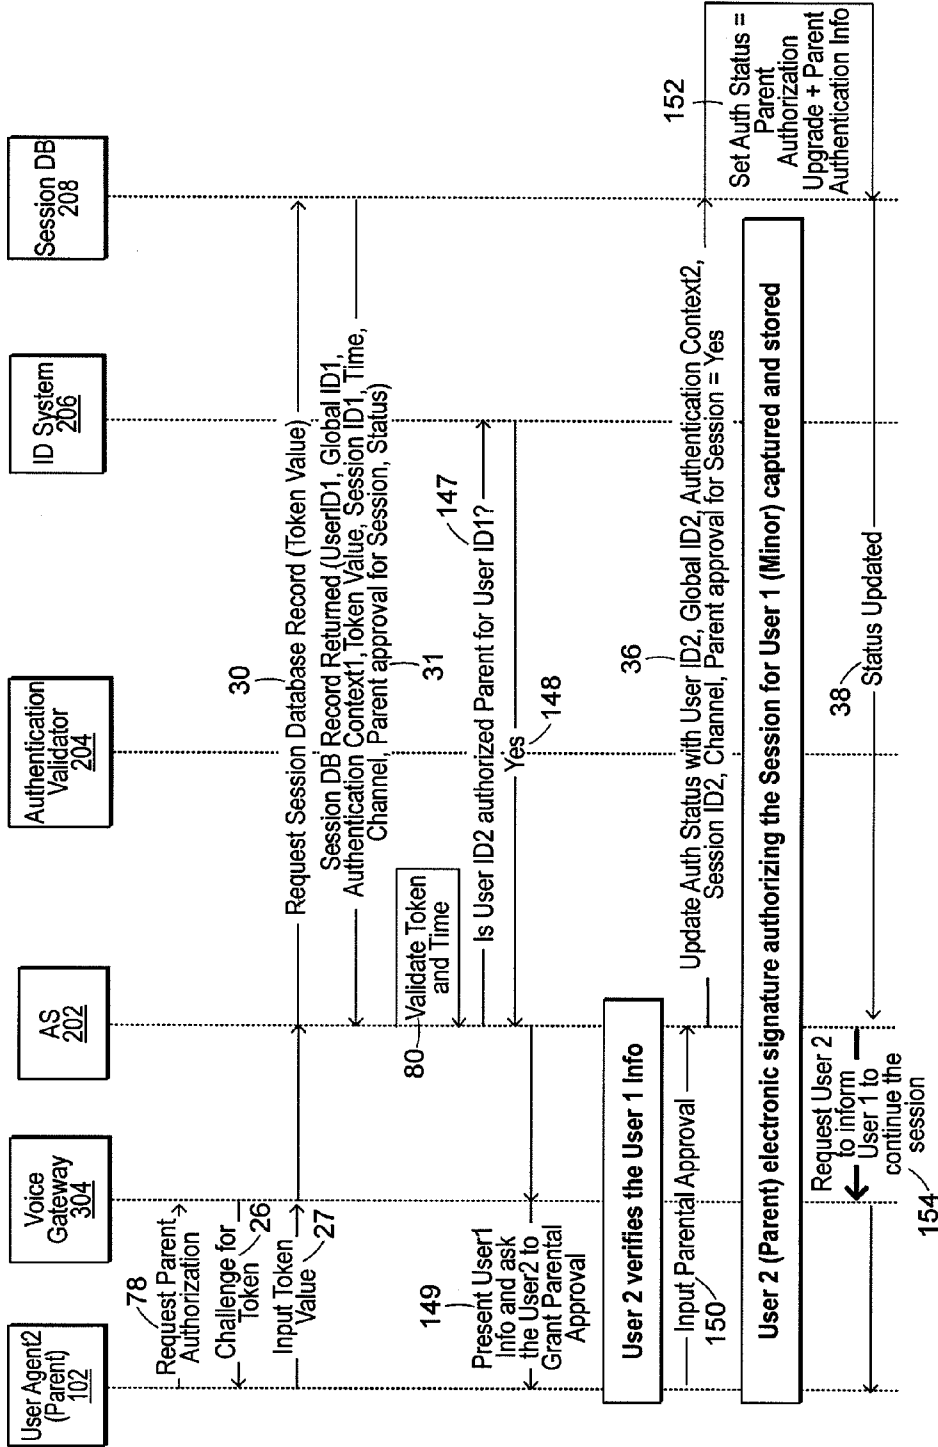 User Agent2
(Parent)
102
Voice
Gateway
304
AS
202
Authentication
Validator
204
ID System
206
Session DB
208
78
Request Parent
Authorization
Challenge for
Token
26
Input Token
Value
27
30
Request Session Database Record (Token Value)
Session DB Record Returned (UserID1, Global ID1,
Authentication Context1, Token Value, Session ID1, Time,
Channel, Parent approval for Session, Status)
31
80
Validate Token
and Time
147
Is User ID2 authorized Parent for User ID1?
Yes
148
149
Present User1
Info and ask
the User2 to
Grant Parental
Approval
User 2 verifies the User 1 Info
Input Parental Approval
150
36
Update Auth Status with User ID2, Global ID2, Authentication Context2,
Session ID2, Channel, Parent approval for Session = Yes
152
Set Auth Status =
Parent
Authorization
Upgrade + Parent
Authentication Info
User 2 (Parent) electronic signature authorizing the Session for User 1 (Minor) captured and stored
38
Status Updated
Request User 2
to inform
User 1 to
continue the
session
154